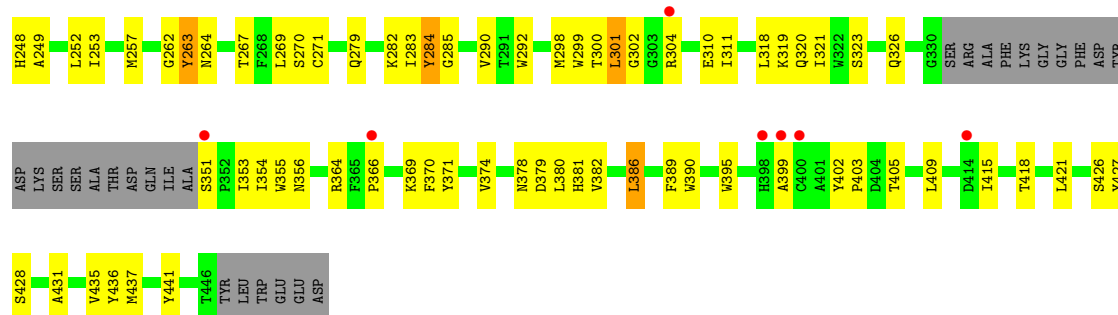 H248 A249 L252 I253 M257 G262 Y263 N264 T267 F268 L269 S270 C271 Q279 K282 I283 Y284 G285 V290 T291 W292 M298 W299 T300 L301 G302 G303 R304 E310 I311 L318 K319 Q320 I321 W322 S323 Q326 G330 SER ARG ALA PHE LYS GLY GLY PHE ASP TYR
ASP LYS SER SER ALA THR ASP GLN ILE ALA S351 P352 I353 I354 W355 N356 R364 F365 P366 K369 F370 Y371 V374 N378 D379 L380 H381 V382 L386 F389 W390 W395 H398 A399 C400 A401 Y402 P403 D404 T405 L409 D414 I415 T418 L421 S426 Y427
S428 A431 V435 Y436 M437 Y441 T446 TYR LEU TRP GLU GLU ASP